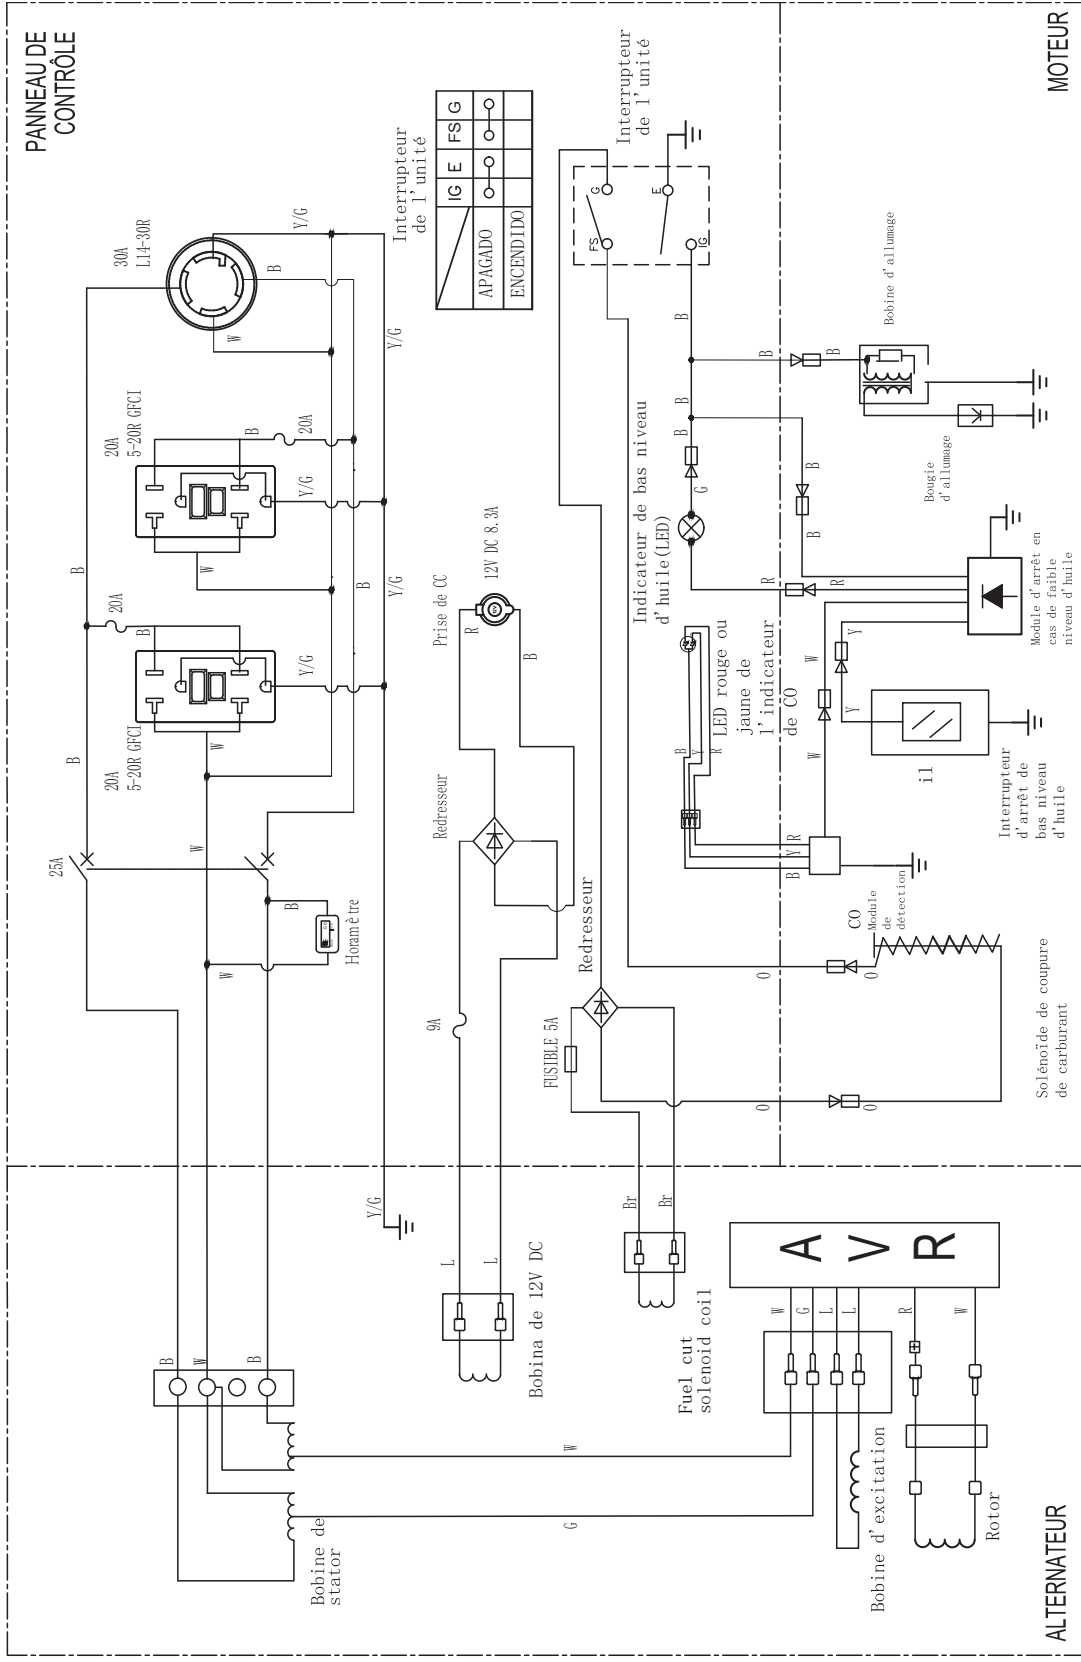 PANNEAU DE
CONTRÔLE
MOTEUR
ALTERNATEUR
25A
B
B
20A
5-20R GFCI
20A
B
Y/G
W
20A
5-20R GFCI
B
20A
Y/G
W
30A
L14-30R
Y/G
B
W
W
B
W
B
Horamètre
Y/G
Y/G
Y/G
B
W
B
Bobine de
stator
G
W
Interrupteur
de l'unité
IG E FS G
APAGADO
ENCENDIDO
Prise de CC
12V DC 8.3A
R
B
Redresseur
9A
L
L
Bobina de 12V DC
Redresseur
FUSIBLE 5A
Br
Br
Fuel cut
solenoid coil
Interrupteur
de l'unité
G
FS
E
IG
B
B
B
G
Indicateur de bas niveau
d'huile(LED)
R
R
B
B
B
B
Bobine d'allumage
Bougie
d'allumage
Module d'arrêt en
cas de faible
niveau d'huile
LED rouge ou
jaune de
l'indicateur
de CO
B
Y
R
B
Y
R
W
W
Y
Y
il
Interrupteur
d'arrêt de
bas niveau
d'huile
CO
Module
de
détection
O
O
O
O
Solénoïde de coupure
de carburant
A V R
W
G
L
L
R
W
Bobine d'excitation
Rotor